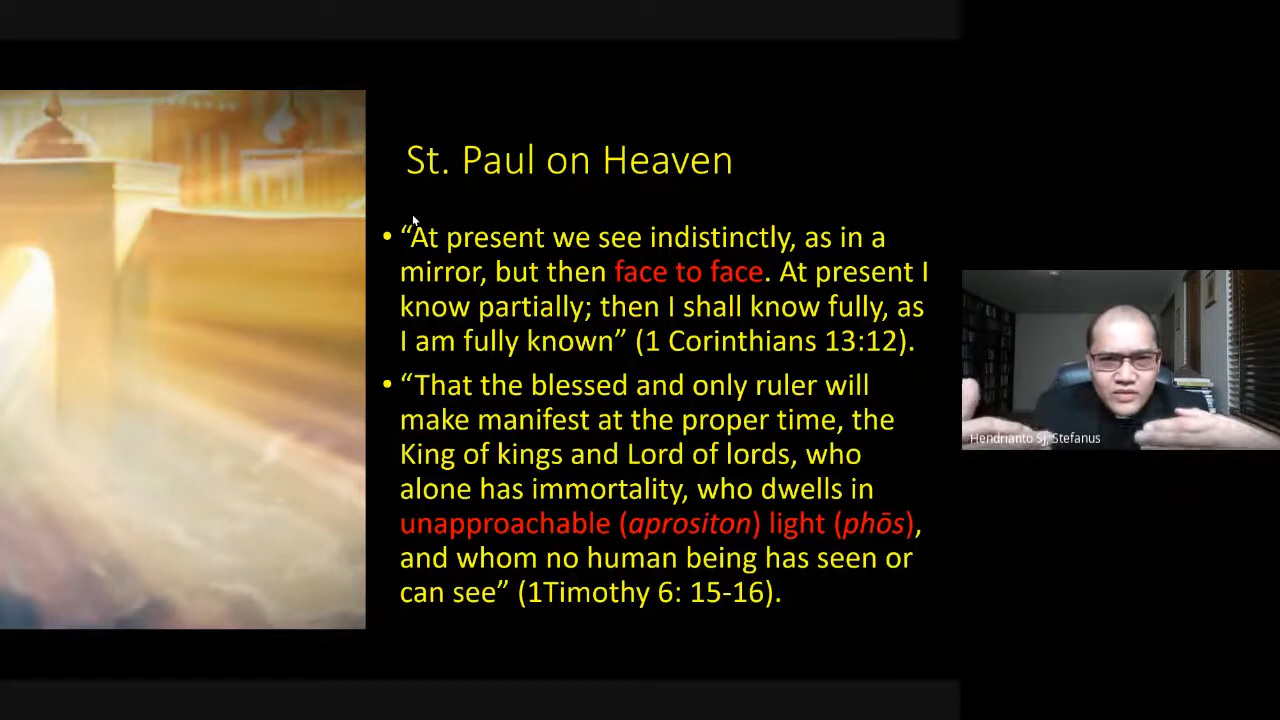 St. Paul on Heaven
• “At present we see indistinctly, as in a
mirror, but then face to face. At present I
know partially; then I shall know fully, as
I am fully known” (1 Corinthians 13:12).
• “That the blessed and only ruler will
make manifest at the proper time, the
King of kings and Lord of lords, who
alone has immortality, who dwells in
unapproachable (aprositon) light (phōs),
and whom no human being has seen or
can see” (1Timothy 6: 15-16).
Hendrianto SJ, Stefanus